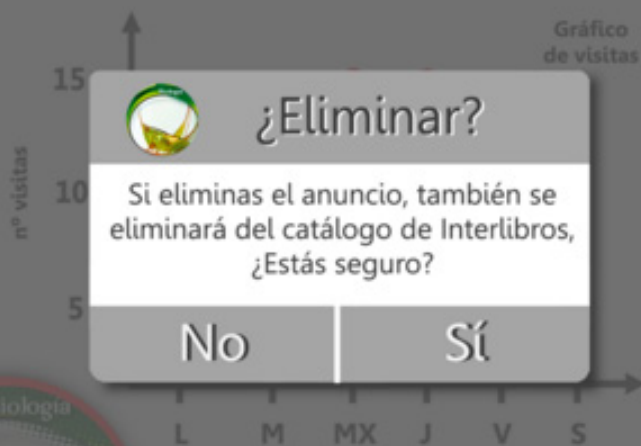 Gráfico
de visitas
15
¿Eliminar?
nº visitas
10
Si eliminas el anuncio, también se
eliminará del catálogo de Interlibros,
¿Estás seguro?
5
No
Sí
iología
L M MX J V S